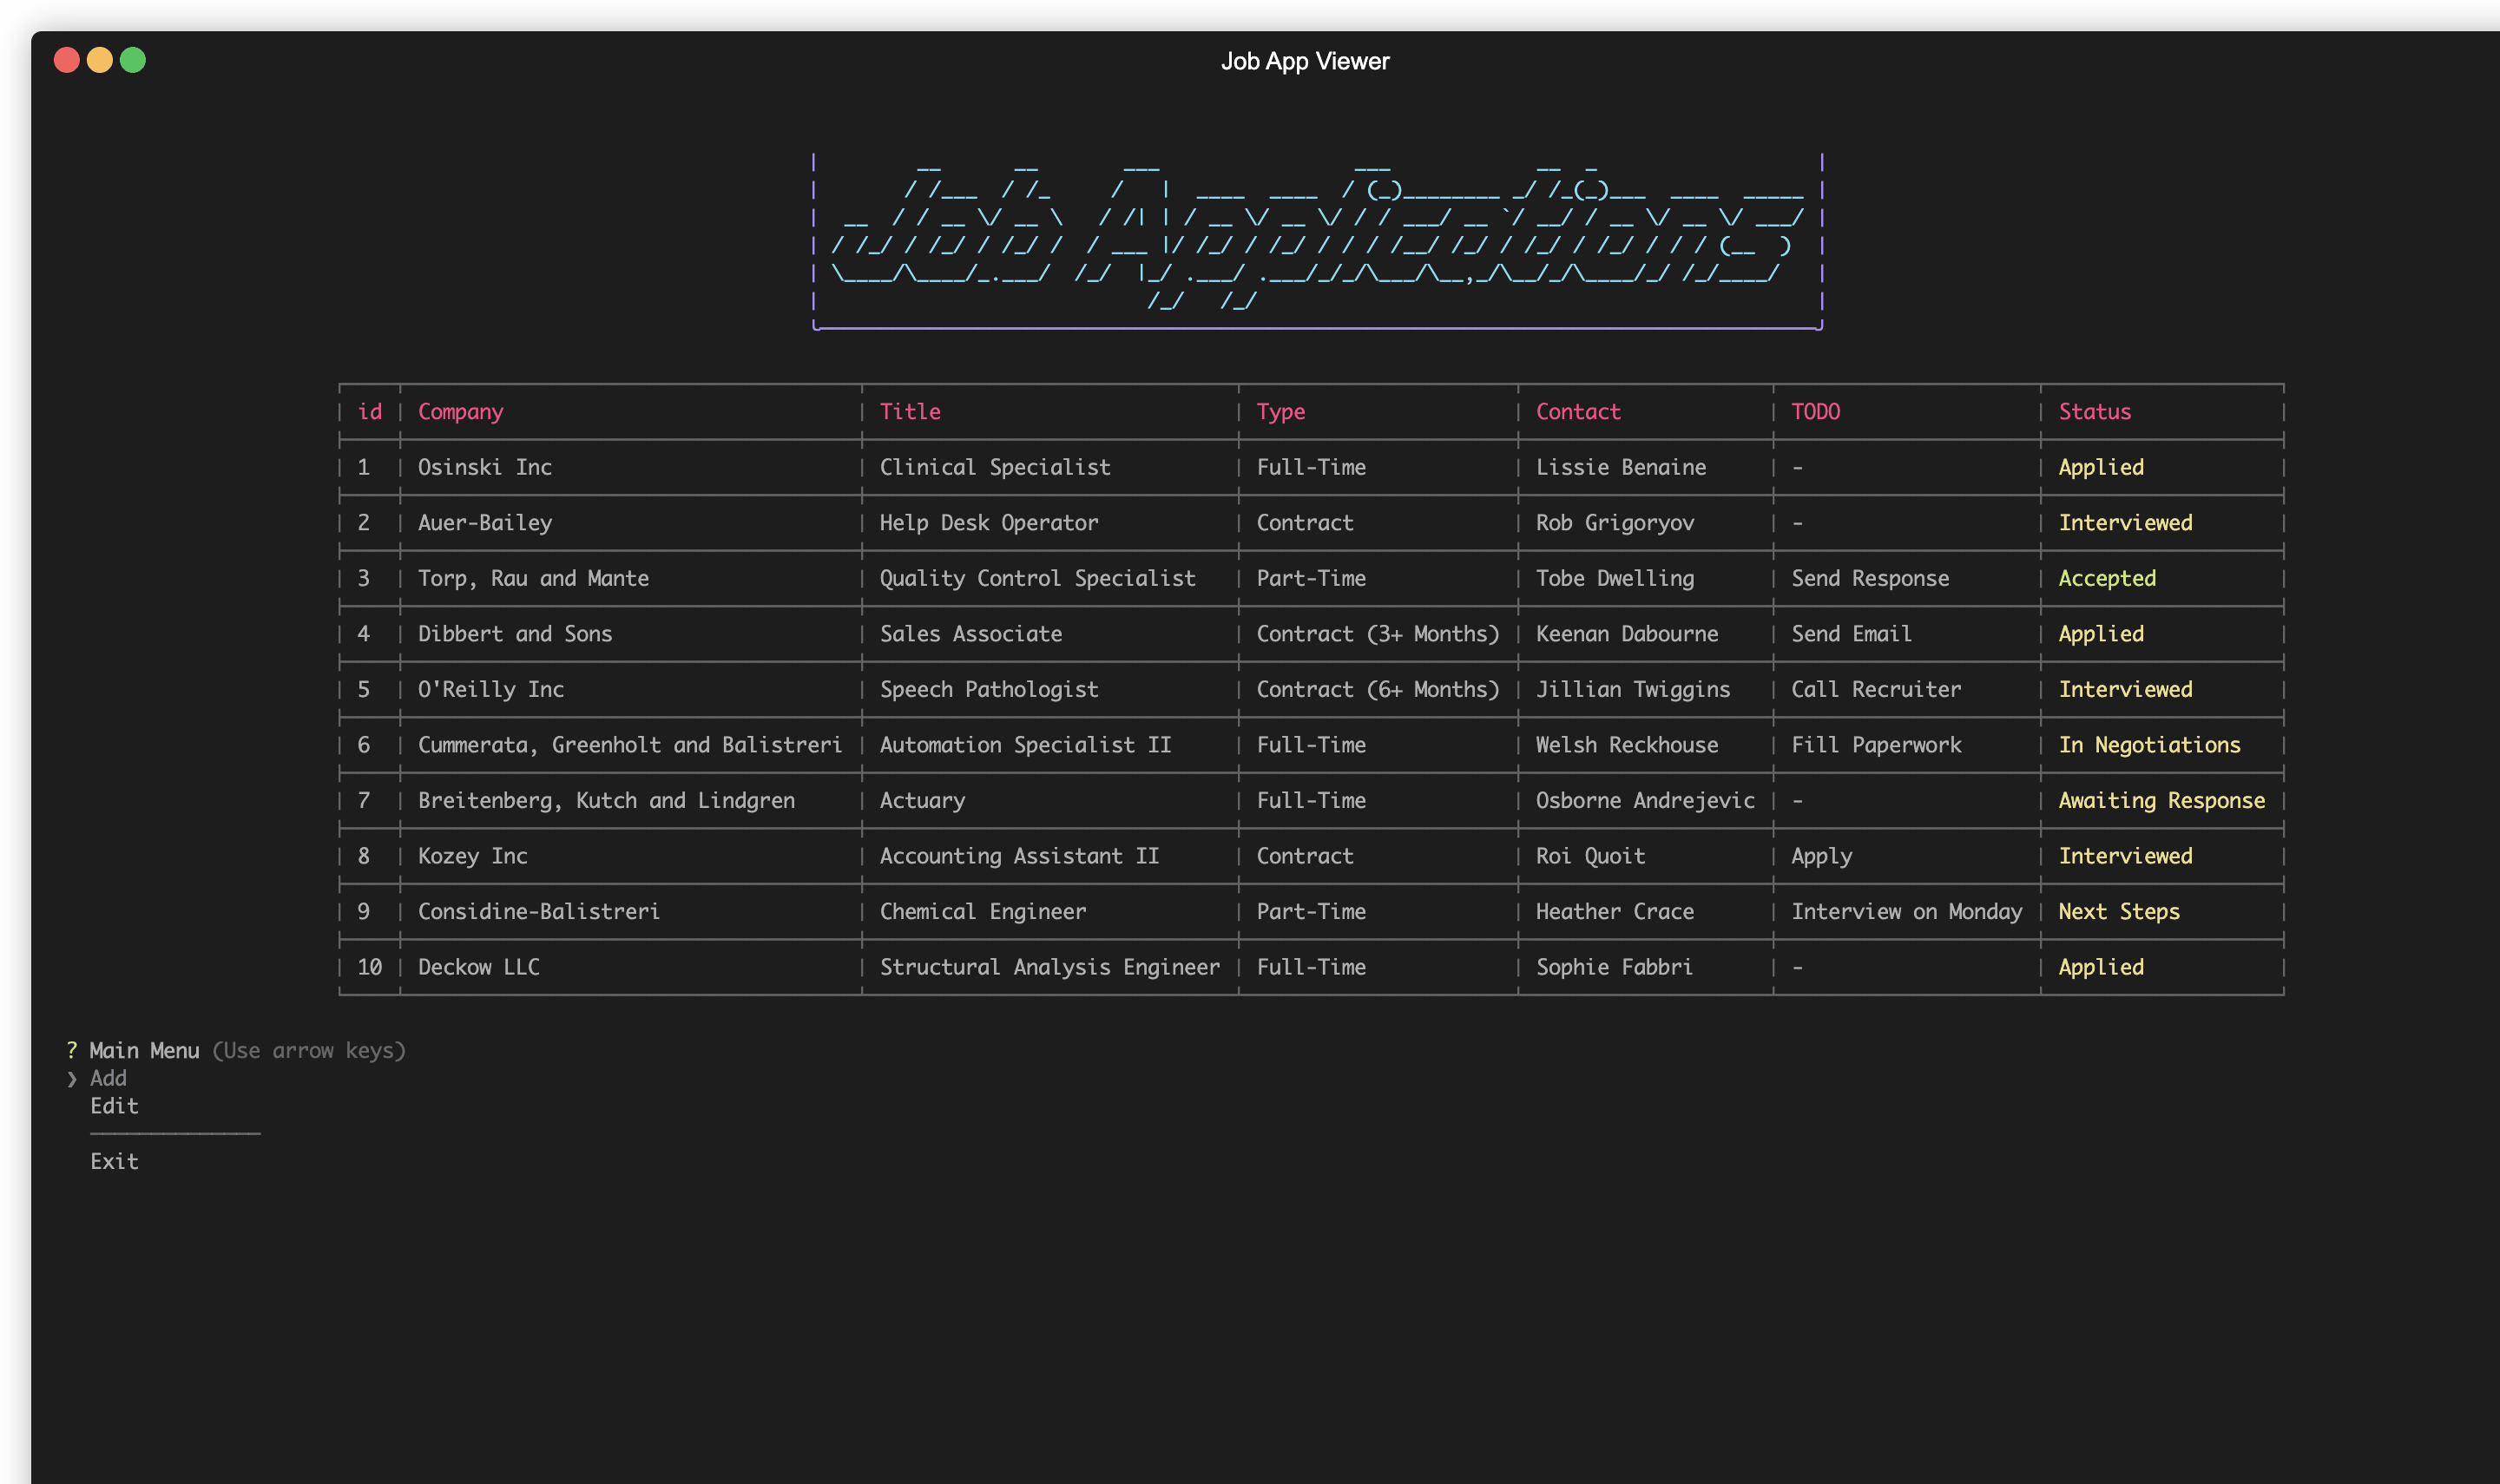 Job App Viewer
Job Applications
id Company Title Type Contact TODO Status
1 Osinski Inc Clinical Specialist Full-Time Lissie Benaine - Applied
2 Auer-Bailey Help Desk Operator Contract Rob Grigoryov - Interviewed
3 Torp, Rau and Mante Quality Control Specialist Part-Time Tobe Dwelling Send Response Accepted
4 Dibbert and Sons Sales Associate Contract (3+ Months) Keenan Dabourne Send Email Applied
5 O'Reilly Inc Speech Pathologist Contract (6+ Months) Jillian Twiggins Call Recruiter Interviewed
6 Cummerata, Greenholt and Balistreri Automation Specialist II Full-Time Welsh Reckhouse Fill Paperwork In Negotiations
7 Breitenberg, Kutch and Lindgren Actuary Full-Time Osborne Andrejevic - Awaiting Response
8 Kozey Inc Accounting Assistant II Contract Roi Quoit Apply Interviewed
9 Considine-Balistreri Chemical Engineer Part-Time Heather Crace Interview on Monday Next Steps
10 Deckow LLC Structural Analysis Engineer Full-Time Sophie Fabbri - Applied
? Main Menu (Use arrow keys)
❯ Add
Edit
Exit